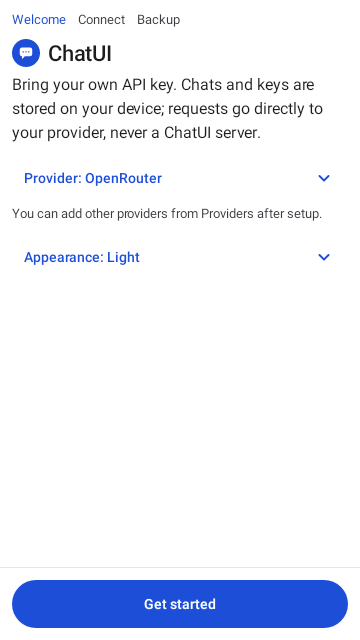 Welcome Connect Backup
ChatUI
Bring your own API key. Chats and keys are
stored on your device; requests go directly to
your provider, never a ChatUI server.
Provider: OpenRouter
You can add other providers from Providers after setup.
Appearance: Light
Get started